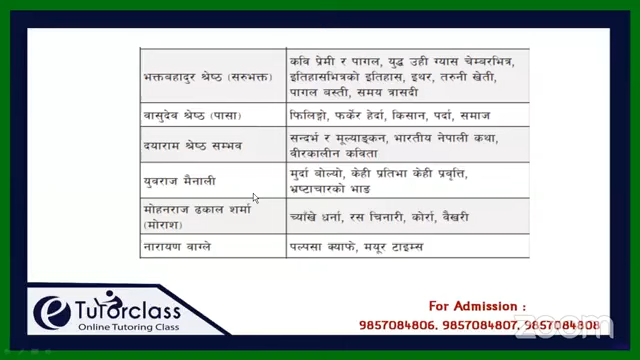 कवि प्रेमी र पागल, युद्ध उही ग्यास चेम्बरभित्र,
भक्तबहादुर श्रेष्ठ (सरुभक्त)
इतिहासभित्रको इतिहास, इथर, तरुनी खेती,
पागल बस्ती, समय त्रासदी
वासुदेव श्रेष्ठ (पासा)
फिलिङ्गो, फर्केर हेर्दा, किसान, पर्दा, समाज
दयाराम श्रेष्ठ सम्भव
सन्दर्भ र मूल्याङ्कन, भारतीय नेपाली कथा,
वीरकालीन कविता
युवराज मैनाली
मुर्दा बोल्यो, केही प्रतिभा केही प्रवृत्ति,
भ्रष्टाचारको भाङ
मोहनराज ढकाल शर्मा
(मोराश)
च्याँखे धर्ना, रस चिनारी, कोर्रा, वैखरी
नारायण वाग्ले
पल्पसा क्याफे, मयूर टाइम्स
e Tutorclass
Online Tutoring Class
For Admission :
9857084806, 9857084807, 9857084808
zoom